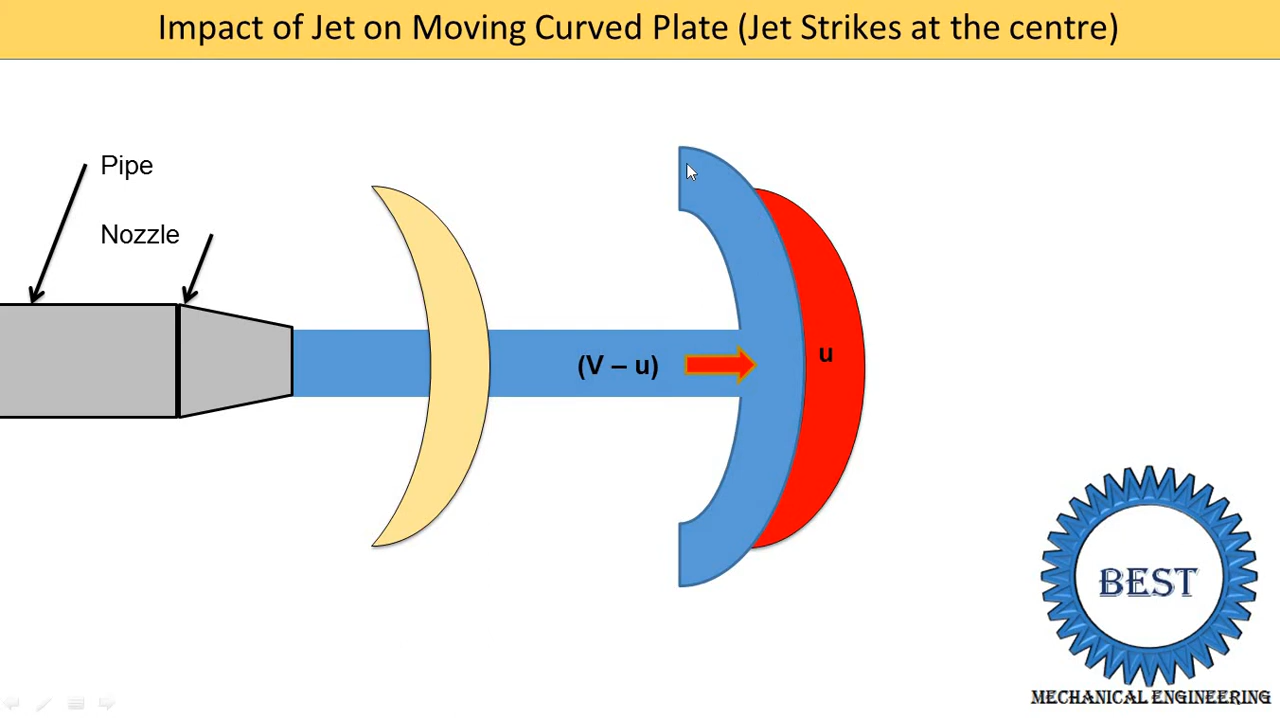 Impact of Jet on Moving Curved Plate (Jet Strikes at the centre)
Pipe
Nozzle
(V – u)
u
BEST
MECHANICAL ENGINEERING